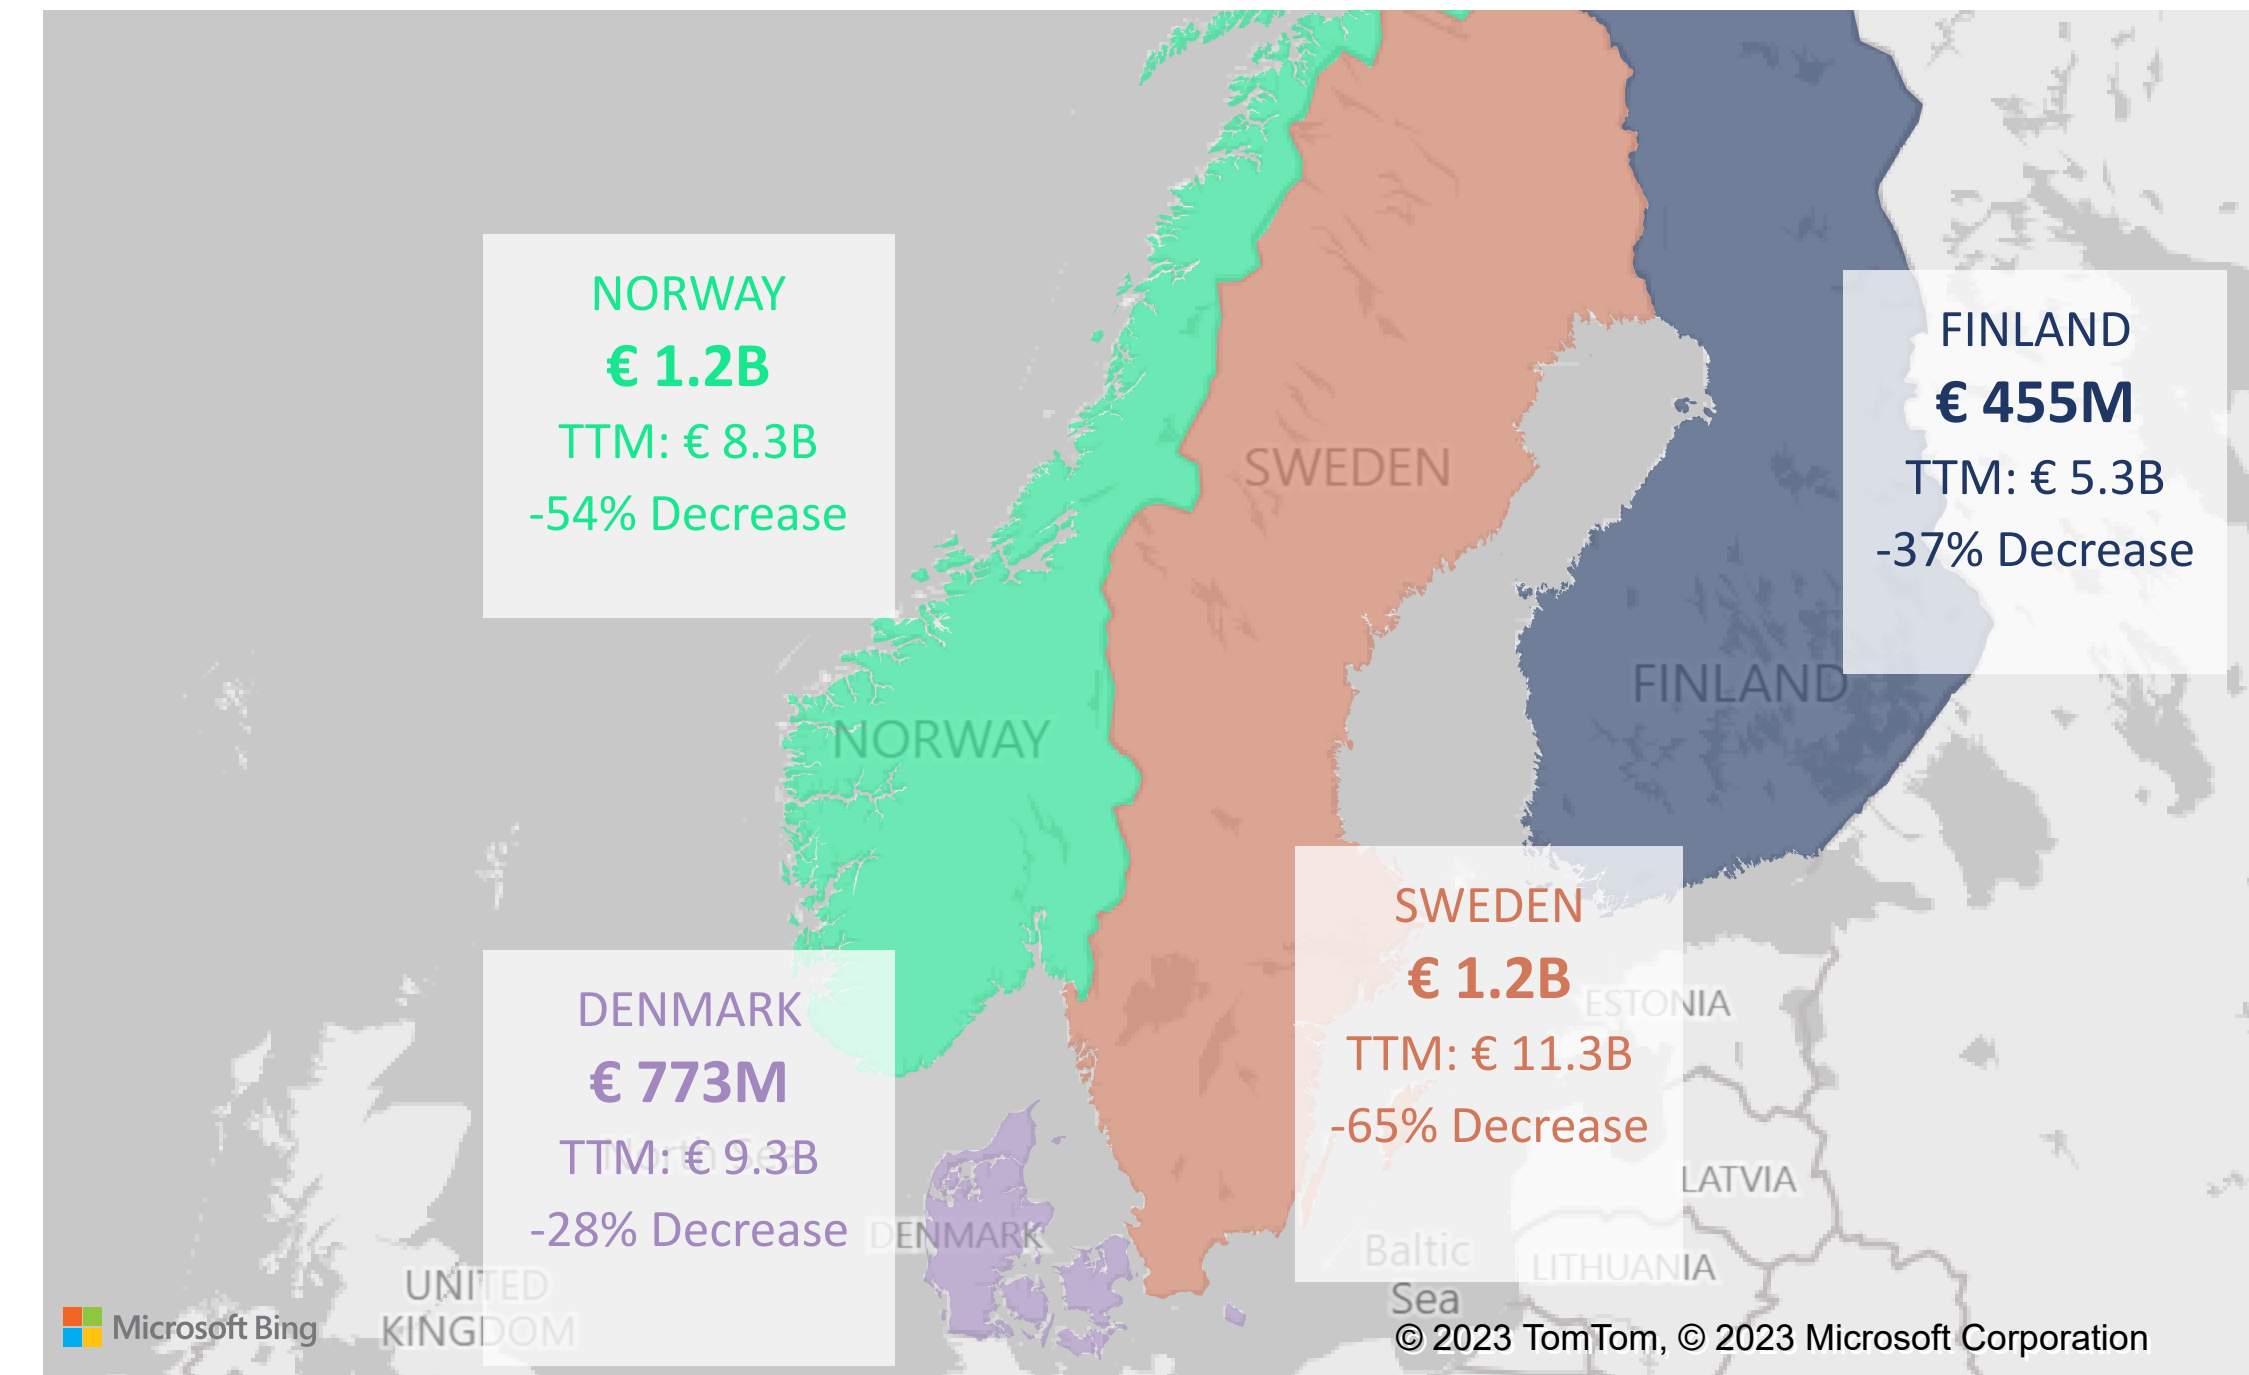 NORWAY
€ 1.2B
TTM: € 8.3B
-54% Decrease
FINLAND
€ 455M
TTM: € 5.3B
-37% Decrease
SWEDEN
FINLAND
NORWAY
SWEDEN
€ 1.2B
TTM: € 11.3B
-65% Decrease
ESTONIA
DENMARK
€ 773M
TTM: € 9.3B
-28% Decrease
North Sea
DENMARK
LATVIA
LITHUANIA
Baltic
Sea
UNITED
KINGDOM
Microsoft Bing
© 2023 TomTom, © 2023 Microsoft Corporation